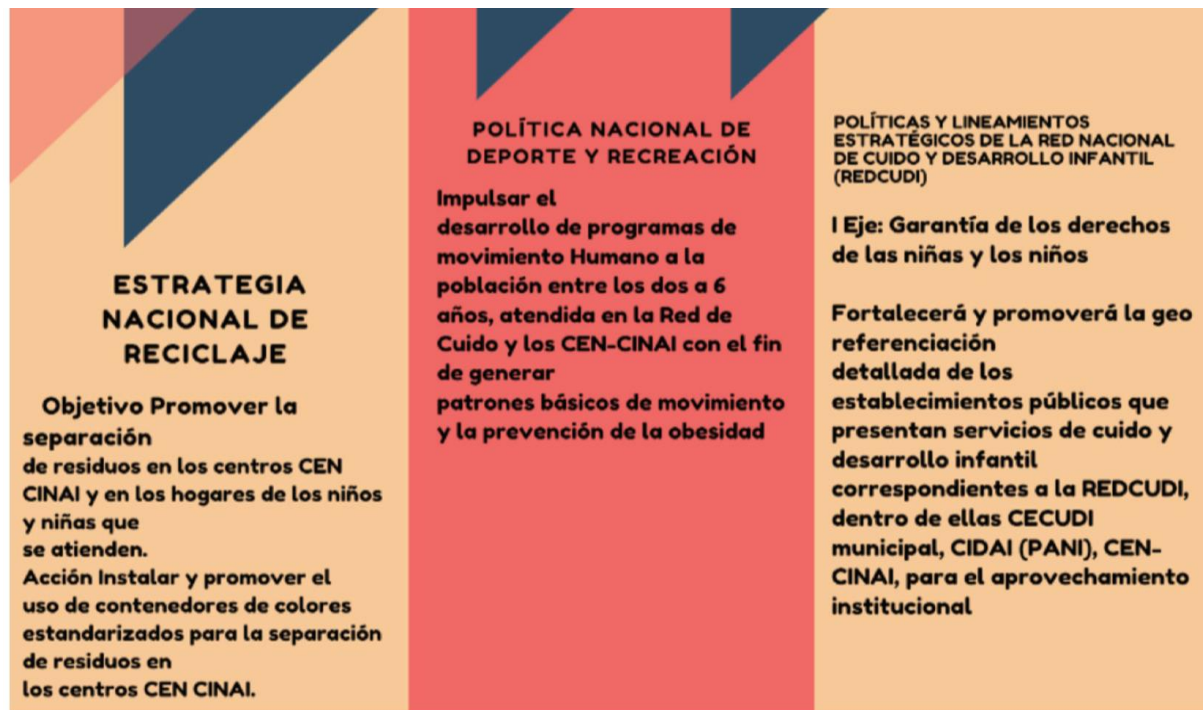 ESTRATEGIA
NACIONAL DE
RECICLAJE
Objetivo Promover la
separación
de residuos en los centros CEN
CINAI y en los hogares de los niños
y niñas que
se atienden.
Acción Instalar y promover el
uso de contenedores de colores
estandarizados para la separación
de residuos en
los centros CEN CINAI.
POLÍTICA NACIONAL DE
DEPORTE Y RECREACIÓN
Impulsar el
desarrollo de programas de
movimiento Humano a la
población entre los dos a 6
años, atendida en la Red de
Cuido y los CEN-CINAI con el fin
de generar
patrones básicos de movimiento
y la prevención de la obesidad
POLÍTICAS Y LINEAMIENTOS
ESTRATÉGICOS DE LA RED NACIONAL
DE CUIDO Y DESARROLLO INFANTIL
(REDCUDI)
I Eje: Garantía de los derechos
de las niñas y los niños
Fortalecerá y promoverá la geo
referenciación
detallada de los
establecimientos públicos que
presentan servicios de cuido y
desarrollo infantil
correspondientes a la REDCUDI,
dentro de ellas CECUDI
municipal, CIDAI (PANI), CEN-
CINAI, para el aprovechamiento
institucional